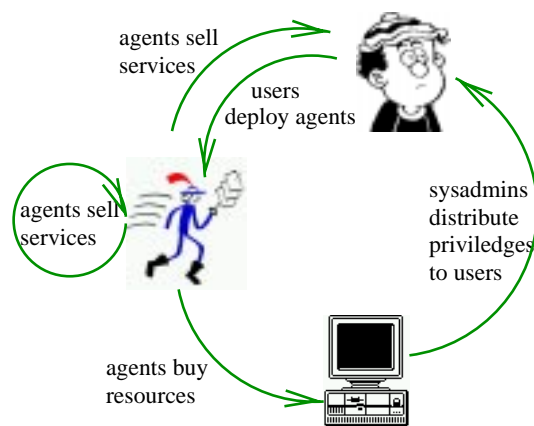 agents sell
services
users
deploy agents
agents sell
services
sysadmins
distribute
priviledges
to users
agents buy
resources